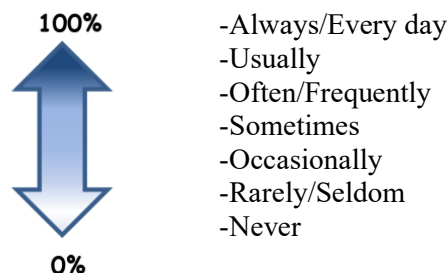 100%
-Always/Every day
-Usually
-Often/Frequently
-Sometimes
-Occasionally
-Rarely/Seldom
-Never
0%